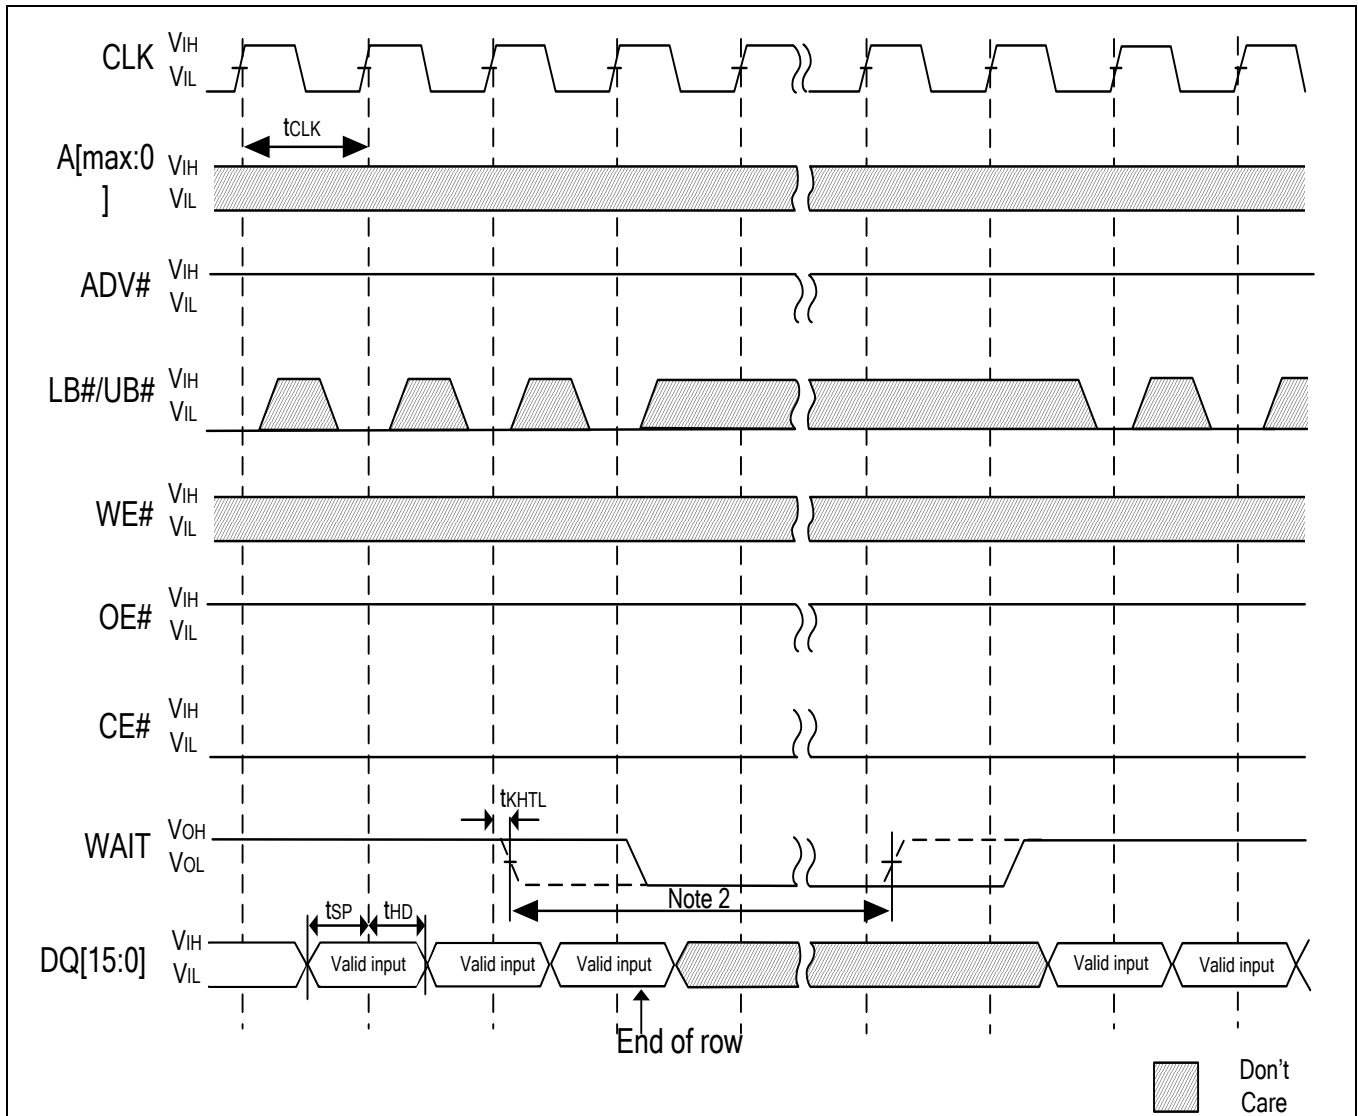 CLK VIH
VIL
tCLK
A[max:0
] VIH
VIL
ADV# VIH
VIL
LB#/UB# VIH
VIL
WE# VIH
VIL
OE# VIH
VIL
CE# VIH
VIL
tKHTL
WAIT VOH
VOL
Note 2
tSP tHD
DQ[15:0] VIH
VIL
Valid input Valid input Valid input Valid input Valid input
End of row
Don't
Care